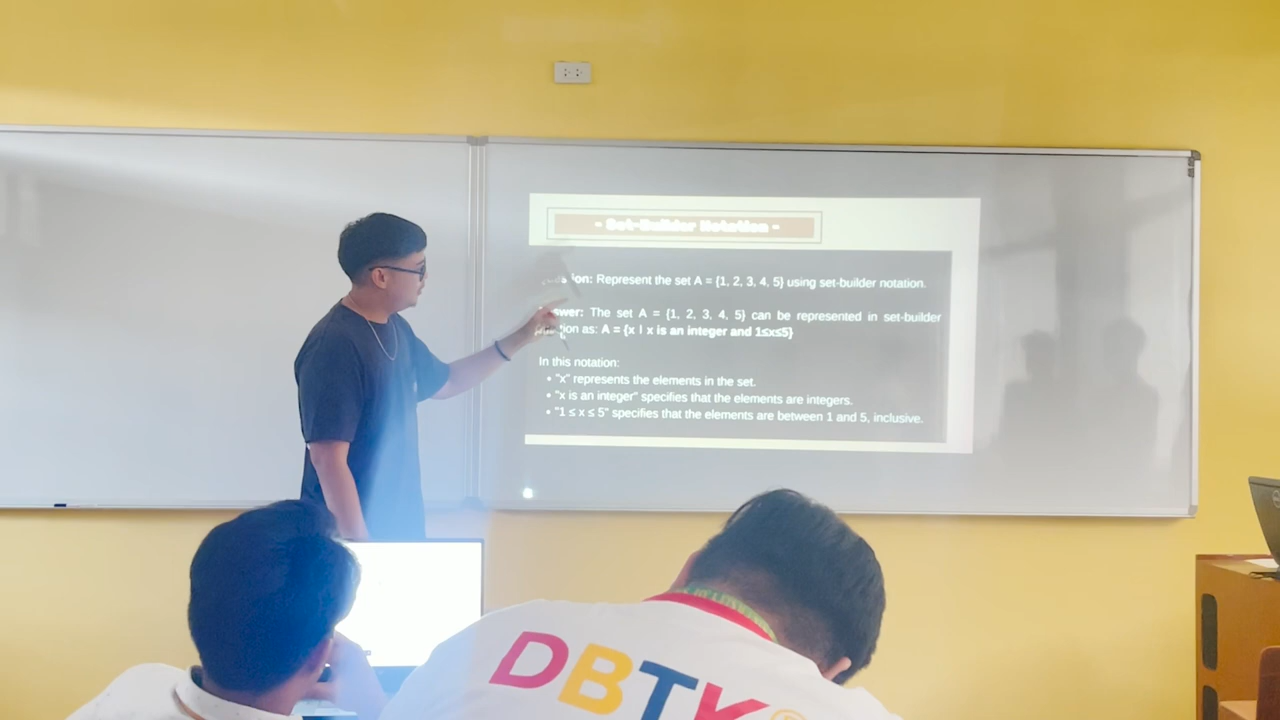 - Set-Builder Notation -
Represent the set A = {1, 2, 3, 4, 5} using set-builder notation.
The set A = {1, 2, 3, 4, 5} can be represented in set-builder
as: A = {x | x is an integer and 1≤x≤5}
In this notation:
• "x" represents the elements in the set.
• "x is an integer" specifies that the elements are integers.
• "1 ≤ x ≤ 5" specifies that the elements are between 1 and 5, inclusive.
DBTK®